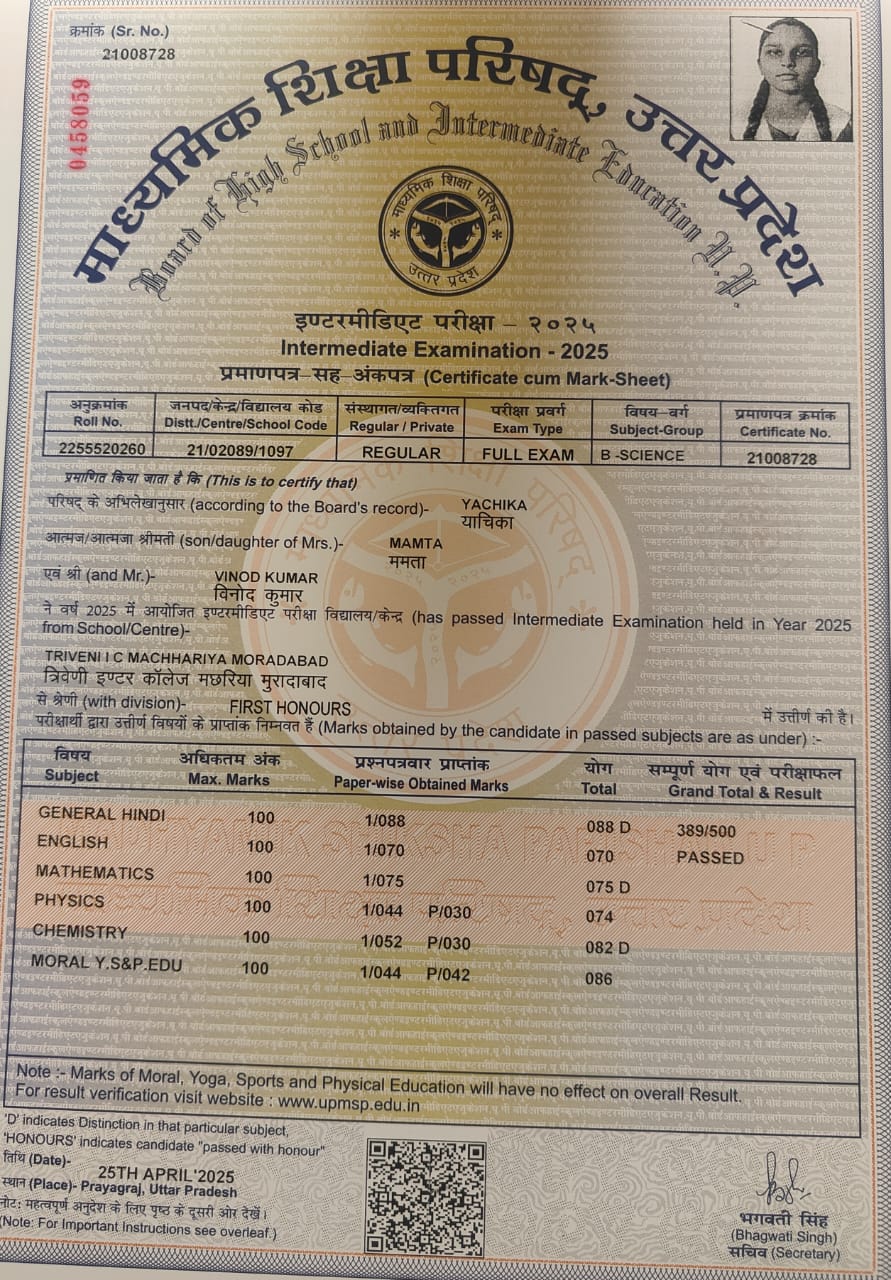 क्रमांक (Sr. No.)
21008728
0458059
माध्यमिक शिक्षा परिषद्, उत्तर प्रदेश
Board of High School and Intermediate Education U.P.
माध्यमिक शिक्षा परिषद्
उत्तर प्रदेश
इण्टरमीडिएट परीक्षा – २०२५
Intermediate Examination - 2025
प्रमाणपत्र–सह–अंकपत्र (Certificate cum Mark-Sheet)
अनुक्रमांक जनपद/केन्द्र/विद्यालय कोड संस्थागत/व्यक्तिगत परीक्षा प्रवर्ग विषय–वर्ग प्रमाणपत्र क्रमांक
Roll No. Distt./Centre/School Code Regular / Private Exam Type Subject-Group Certificate No.
2255520260 21/02089/1097 REGULAR FULL EXAM B -SCIENCE 21008728
प्रमाणित किया जाता है कि (This is to certify that)
परिषद् के अभिलेखानुसार (according to the Board's record)- YACHIKA
याचिका
आत्मज/आत्मजा श्रीमती (son/daughter of Mrs.)- MAMTA
ममता
एवं श्री (and Mr.)- VINOD KUMAR
विनोद कुमार
ने वर्ष 2025 में आयोजित इण्टरमीडिएट परीक्षा विद्यालय/केन्द्र (has passed Intermediate Examination held in Year 2025
from School/Centre)-
TRIVENI I C MACHHARIYA MORADABAD
त्रिवेणी इण्टर कॉलेज मछरिया मुरादाबाद
से श्रेणी (with division)- FIRST HONOURS में उत्तीर्ण की है।
परीक्षार्थी द्वारा उत्तीर्ण विषयों के प्राप्तांक निम्नवत हैं (Marks obtained by the candidate in passed subjects are as under) :-
विषय अधिकतम अंक प्रश्नपत्रवार प्राप्तांक योग सम्पूर्ण योग एवं परीक्षाफल
Subject Max. Marks Paper-wise Obtained Marks Total Grand Total & Result
GENERAL HINDI 100 1/088 088 D 389/500
ENGLISH 100 1/070 070 PASSED
MATHEMATICS 100 1/075 075 D
PHYSICS 100 1/044 P/030 074
CHEMISTRY 100 1/052 P/030 082 D
MORAL Y.S&P.EDU 100 1/044 P/042 086
Note :- Marks of Moral, Yoga, Sports and Physical Education will have no effect on overall Result.
For result verification visit website : www.upmsp.edu.in
'D' indicates Distinction in that particular subject,
'HONOURS' indicates candidate "passed with honour"
तिथि (Date)- 25TH APRIL'2025
स्थान (Place)- Prayagraj, Uttar Pradesh
नोट: महत्वपूर्ण अनुदेश के लिए पृष्ठ के दूसरी ओर देखें।
(Note: For Important Instructions see overleaf.)
भगवती सिंह
(Bhagwati Singh)
सचिव (Secretary)